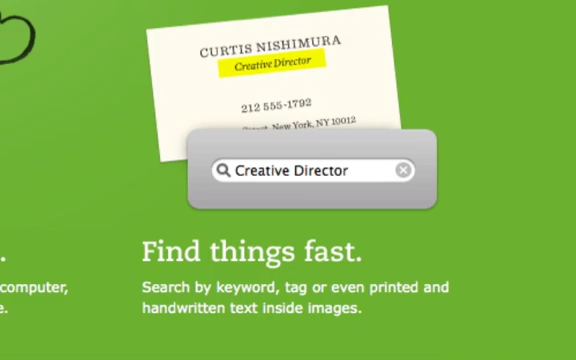 CURTIS NISHIMURA
Creative Director
212 555-1792
Street, New York, NY 10012
Creative Director
.
Find things fast.
computer,
Search by keyword, tag or even printed and
e.
handwritten text inside images.